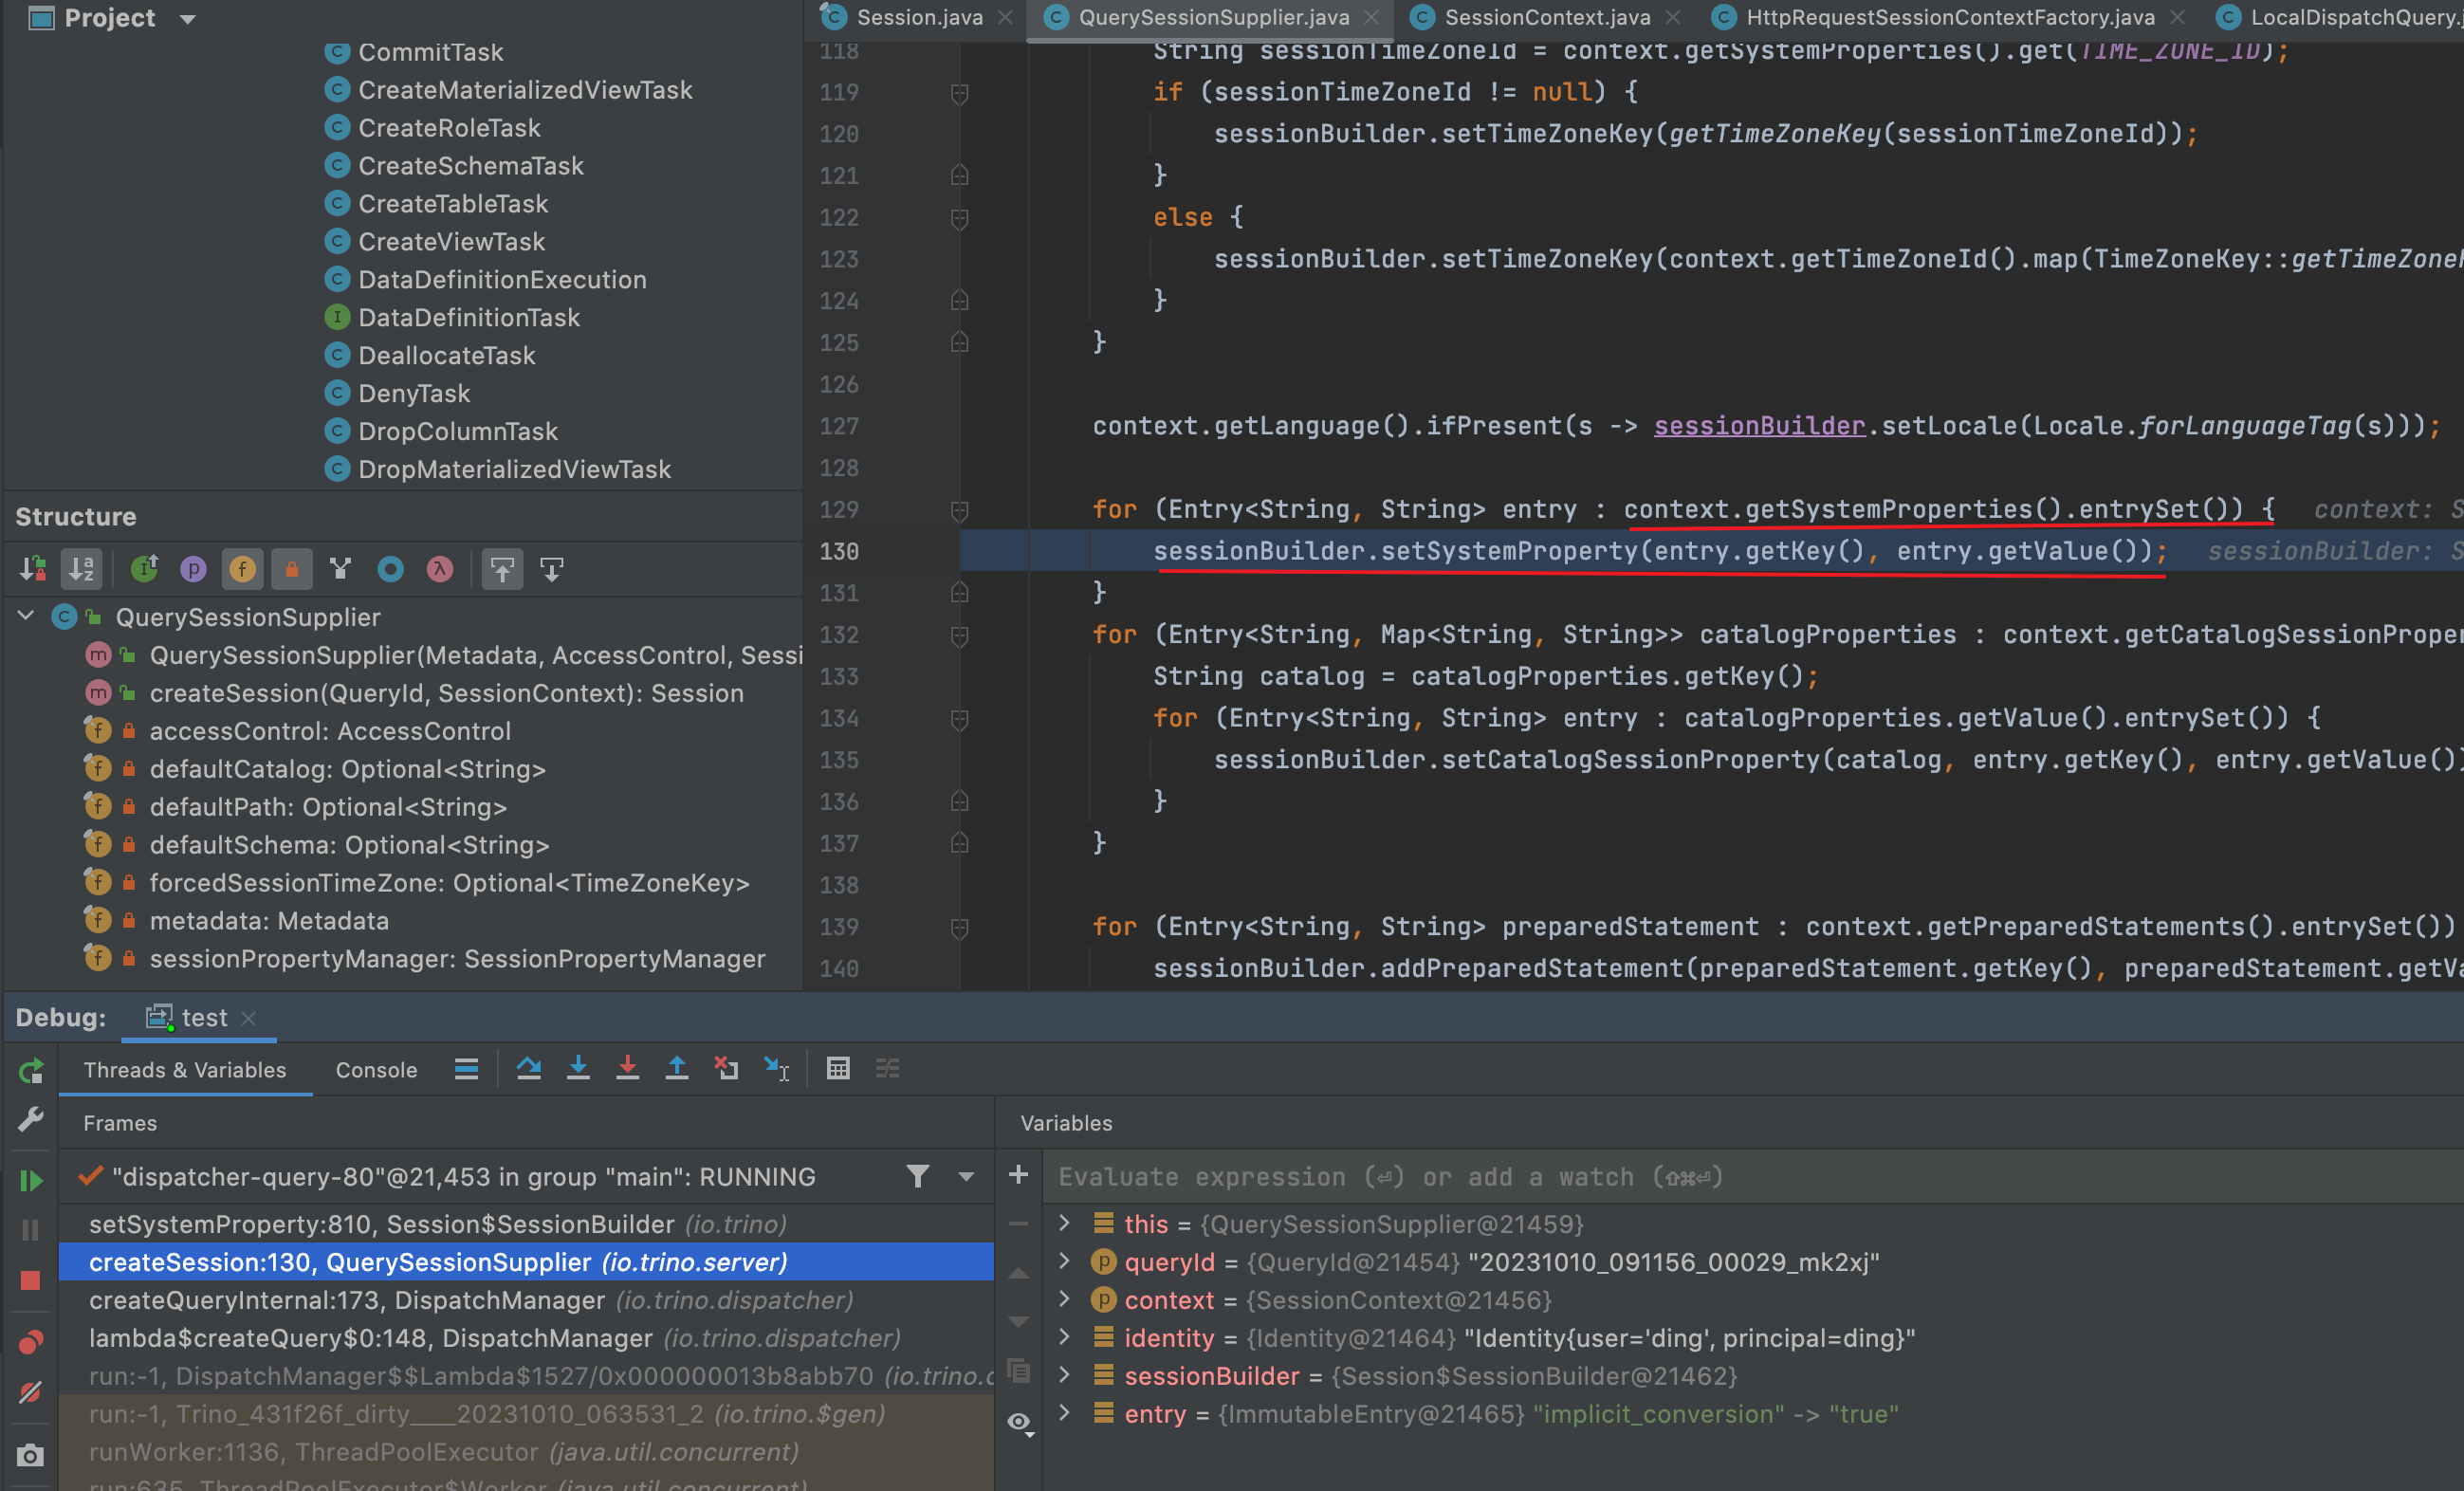 Project
CommitTask
CreateMaterializedViewTask
CreateRoleTask
CreateSchemaTask
CreateTableTask
CreateViewTask
DataDefinitionExecution
DataDefinitionTask
DeallocateTask
DenyTask
DropColumnTask
DropMaterializedViewTask
Structure
QuerySessionSupplier
QuerySessionSupplier(Metadata, AccessControl, Sessi
createSession(QueryId, SessionContext): Session
accessControl: AccessControl
defaultCatalog: Optional<String>
defaultPath: Optional<String>
defaultSchema: Optional<String>
forcedSessionTimeZone: Optional<TimeZoneKey>
metadata: Metadata
sessionPropertyManager: SessionPropertyManager
Session.java QuerySessionSupplier.java SessionContext.java HttpRequestSessionContextFactory.java LocalDispatchQuery.j
118 String sessionTimeZoneId = context.getSystemProperties().get(TIME_ZONE_ID);
119 if (sessionTimeZoneId != null) {
120 sessionBuilder.setTimeZoneKey(getTimeZoneKey(sessionTimeZoneId));
121 }
122 else {
123 sessionBuilder.setTimeZoneKey(context.getTimeZoneId().map(TimeZoneKey::getTimeZone
124 }
125 }
126
127 context.getLanguage().ifPresent(s -> sessionBuilder.setLocale(Locale.forLanguageTag(s)));
128
129 for (Entry<String, String> entry : context.getSystemProperties().entrySet()) { context: S
130 sessionBuilder.setSystemProperty(entry.getKey(), entry.getValue()); sessionBuilder: S
131 }
132 for (Entry<String, Map<String, String>> catalogProperties : context.getCatalogSessionProper
133 String catalog = catalogProperties.getKey();
134 for (Entry<String, String> entry : catalogProperties.getValue().entrySet()) {
135 sessionBuilder.setCatalogSessionProperty(catalog, entry.getKey(), entry.getValue())
136 }
137 }
138
139 for (Entry<String, String> preparedStatement : context.getPreparedStatements().entrySet())
140 sessionBuilder.addPreparedStatement(preparedStatement.getKey(), preparedStatement.getVa
Debug: test
Threads & Variables Console
Frames
"dispatcher-query-80"@21,453 in group "main": RUNNING
setSystemProperty:810, Session$SessionBuilder (io.trino)
createSession:130, QuerySessionSupplier (io.trino.server)
createQueryInternal:173, DispatchManager (io.trino.dispatcher)
lambda$createQuery$0:148, DispatchManager (io.trino.dispatcher)
run:-1, DispatchManager$$Lambda$1527/0x000000013b8abb70 (io.trino.c
run:-1, Trino_431f26f_dirty____20231010_063531_2 (io.trino.$gen)
runWorker:1136, ThreadPoolExecutor (java.util.concurrent)
run:635, ThreadPoolExecutor$Worker (java.util.concurrent)
Variables
Evaluate expression (⏎) or add a watch (⇧⌘⏎)
this = {QuerySessionSupplier@21459}
queryId = {QueryId@21454} "20231010_091156_00029_mk2xj"
context = {SessionContext@21456}
identity = {Identity@21464} "Identity{user='ding', principal=ding}"
sessionBuilder = {Session$SessionBuilder@21462}
entry = {ImmutableEntry@21465} "implicit_conversion" -> "true"